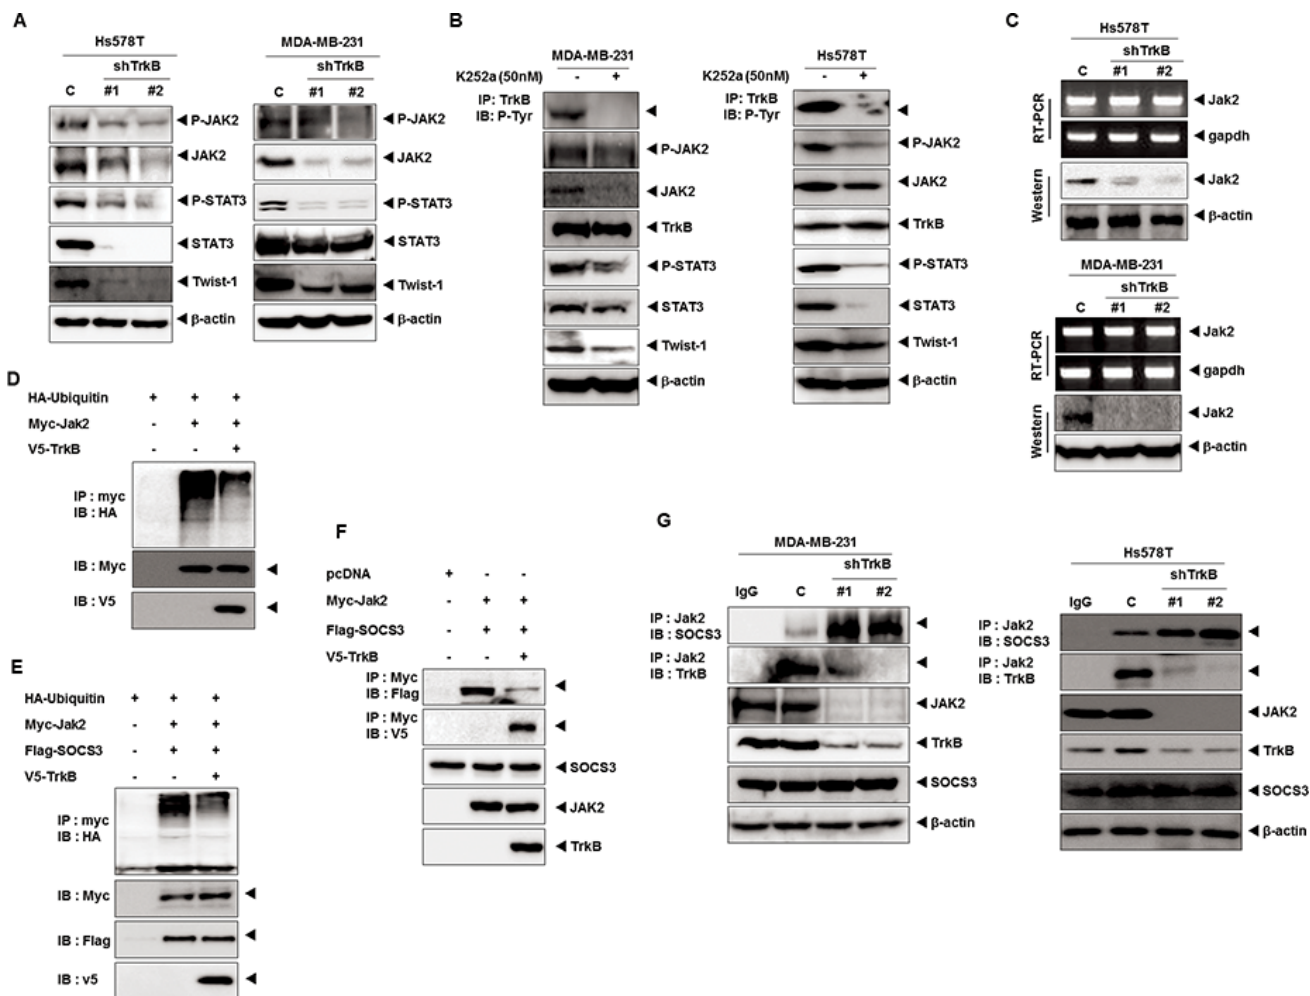 A
Hs578T
shTrkB
C #1 #2
P-JAK2
JAK2
P-STAT3
STAT3
Twist-1
β-actin
MDA-MB-231
shTrkB
C #1 #2
P-JAK2
JAK2
P-STAT3
STAT3
Twist-1
β-actin
B
MDA-MB-231
K252a (50nM) - +
IP: TrkB
IB: P-Tyr
P-JAK2
JAK2
TrkB
P-STAT3
STAT3
Twist-1
β-actin
Hs578T
K252a (50nM) - +
IP: TrkB
IB: P-Tyr
P-JAK2
JAK2
TrkB
P-STAT3
STAT3
Twist-1
β-actin
C
Hs578T
shTrkB
C #1 #2
RT-PCR
Jak2
gapdh
Western
Jak2
β-actin
MDA-MB-231
shTrkB
C #1 #2
RT-PCR
Jak2
gapdh
Western
Jak2
β-actin
D
HA-Ubiquitin + + +
Myc-Jak2 - + +
V5-TrkB - - +
IP : myc
IB : HA
IB : Myc
IB : V5
E
HA-Ubiquitin + + +
Myc-Jak2 - + +
Flag-SOCS3 - + +
V5-TrkB - - +
IP : myc
IB : HA
IB : Myc
IB : Flag
IB : v5
F
pcDNA + - -
Myc-Jak2 - + +
Flag-SOCS3 - + +
V5-TrkB - - +
IP : Myc
IB : Flag
IP : Myc
IB : V5
SOCS3
JAK2
TrkB
G
MDA-MB-231
shTrkB
IgG C #1 #2
IP : Jak2
IB : SOCS3
IP : Jak2
IB : TrkB
JAK2
TrkB
SOCS3
β-actin
Hs578T
shTrkB
IgG C #1 #2
IP : Jak2
IB : SOCS3
IP : Jak2
IB : TrkB
JAK2
TrkB
SOCS3
β-actin